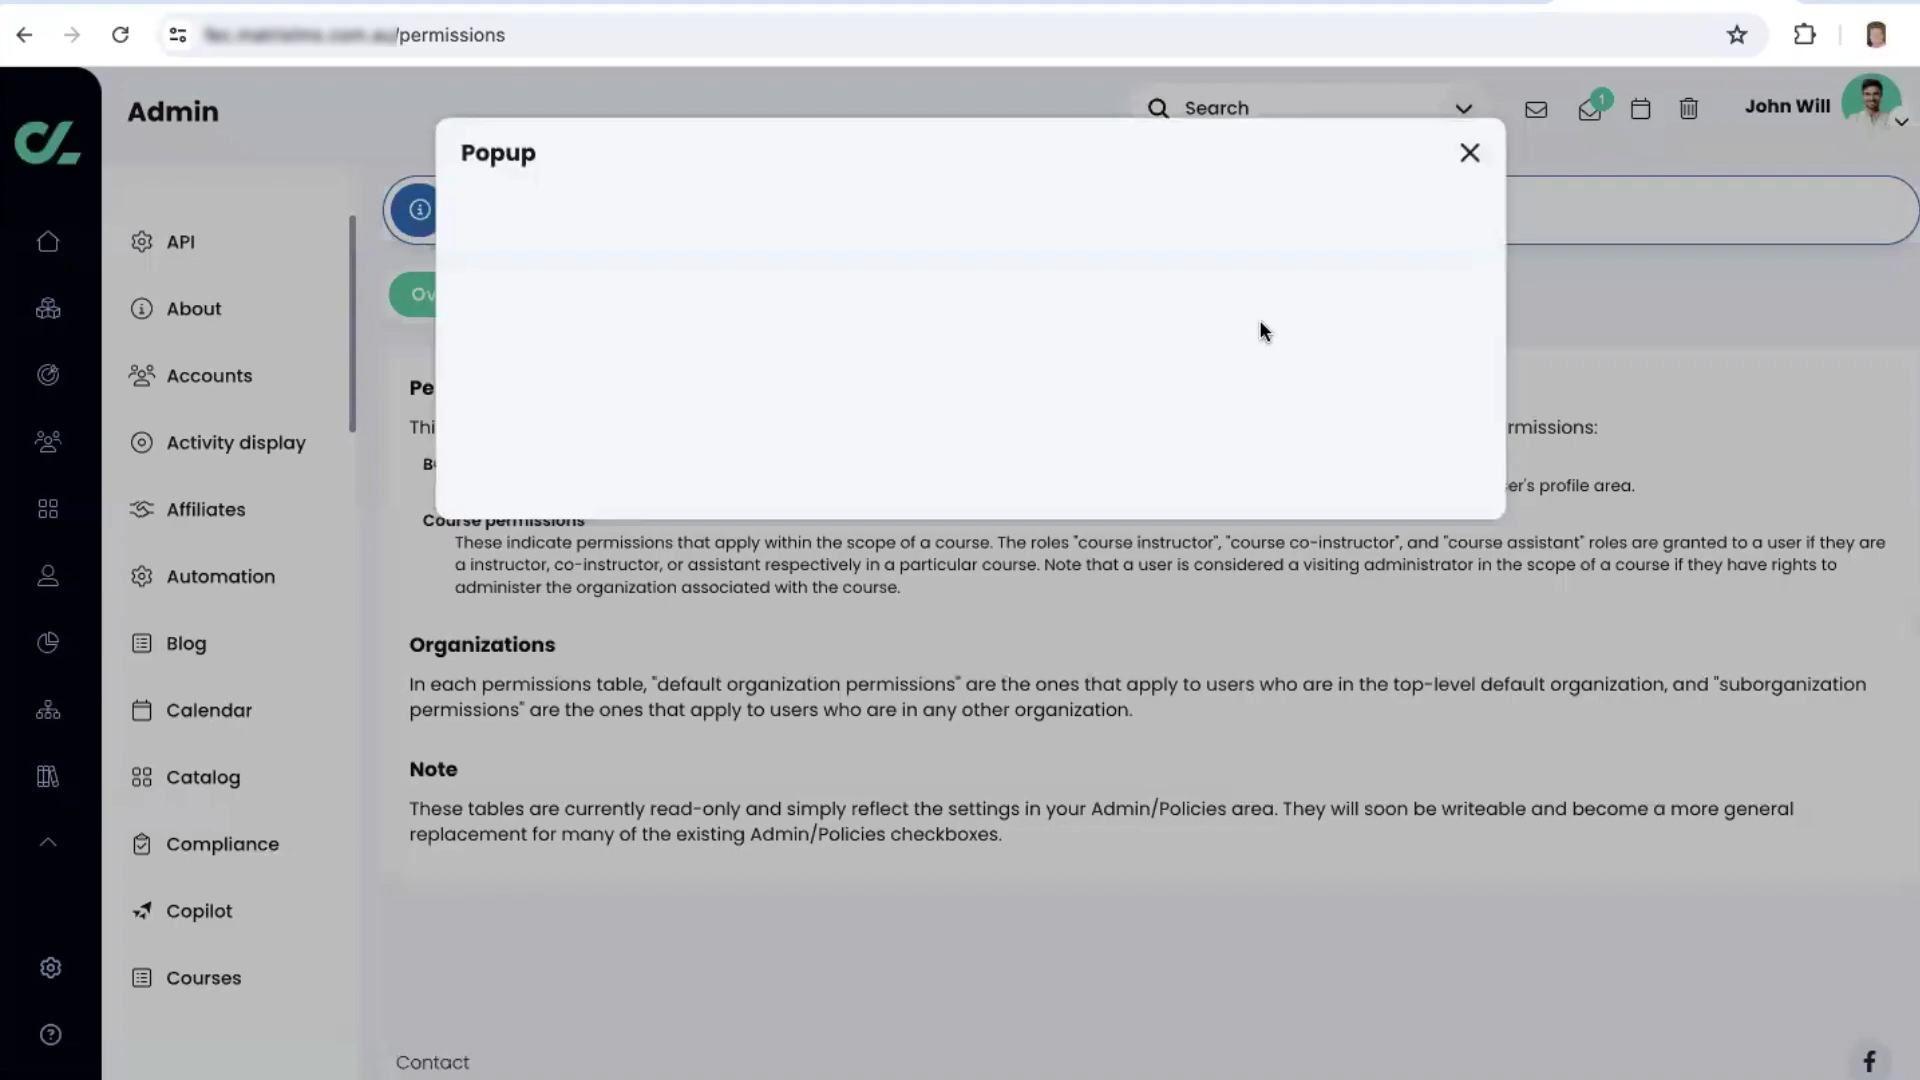 /permissions
Admin
Search
1
John Will
Popup
API
About
Accounts
Activity display
Affiliates
Automation
Blog
Calendar
Catalog
Compliance
Copilot
Courses
rmissions:
er's profile area.
Course permissions
These indicate permissions that apply within the scope of a course. The roles "course instructor", "course co-instructor", and "course assistant" roles are granted to a user if they are
a instructor, co-instructor, or assistant respectively in a particular course. Note that a user is considered a visiting administrator in the scope of a course if they have rights to
administer the organization associated with the course.
Organizations
In each permissions table, "default organization permissions" are the ones that apply to users who are in the top-level default organization, and "suborganization
permissions" are the ones that apply to users who are in any other organization.
Note
These tables are currently read-only and simply reflect the settings in your Admin/Policies area. They will soon be writeable and become a more general
replacement for many of the existing Admin/Policies checkboxes.
Contact